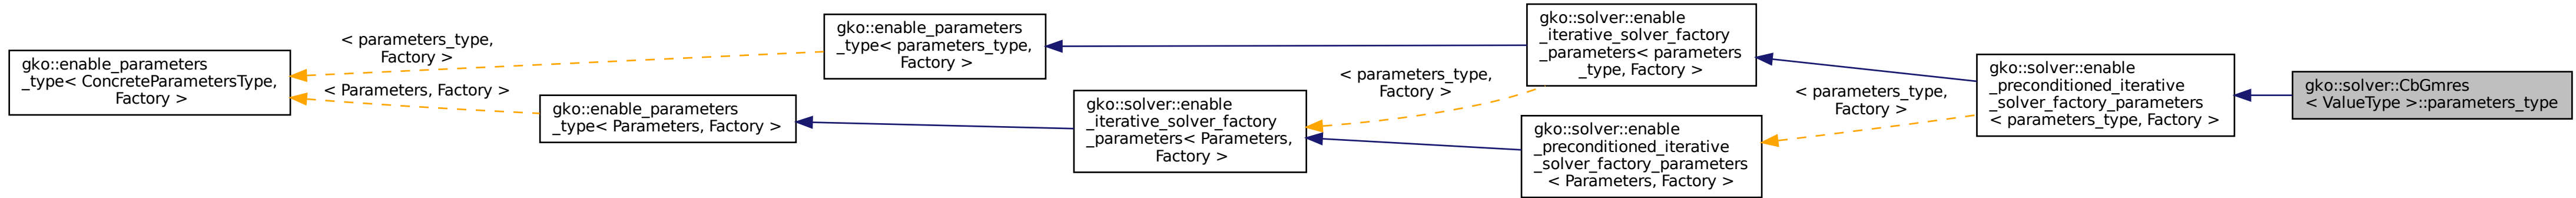 gko::enable_parameters
_type< ConcreteParametersType,
Factory >
< parameters_type,
Factory >
< Parameters, Factory >
gko::enable_parameters
_type< parameters_type,
Factory >
gko::enable_parameters
_type< Parameters, Factory >
gko::solver::enable
_iterative_solver_factory
_parameters< Parameters,
Factory >
< parameters_type,
Factory >
gko::solver::enable
_iterative_solver_factory
_parameters< parameters
_type, Factory >
gko::solver::enable
_preconditioned_iterative
_solver_factory_parameters
< Parameters, Factory >
< parameters_type,
Factory >
gko::solver::enable
_preconditioned_iterative
_solver_factory_parameters
< parameters_type, Factory >
gko::solver::CbGmres
< ValueType >::parameters_type